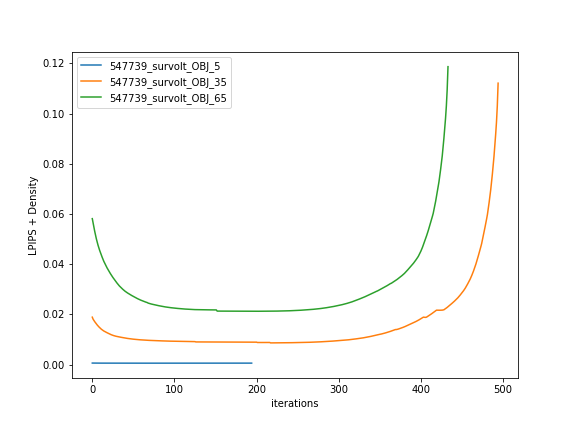 547739_survolt_OBJ_5
547739_survolt_OBJ_35
547739_survolt_OBJ_65
LPIPS + Density
0.12
0.10
0.08
0.06
0.04
0.02
0.00
0 100 200 300 400 500
iterations